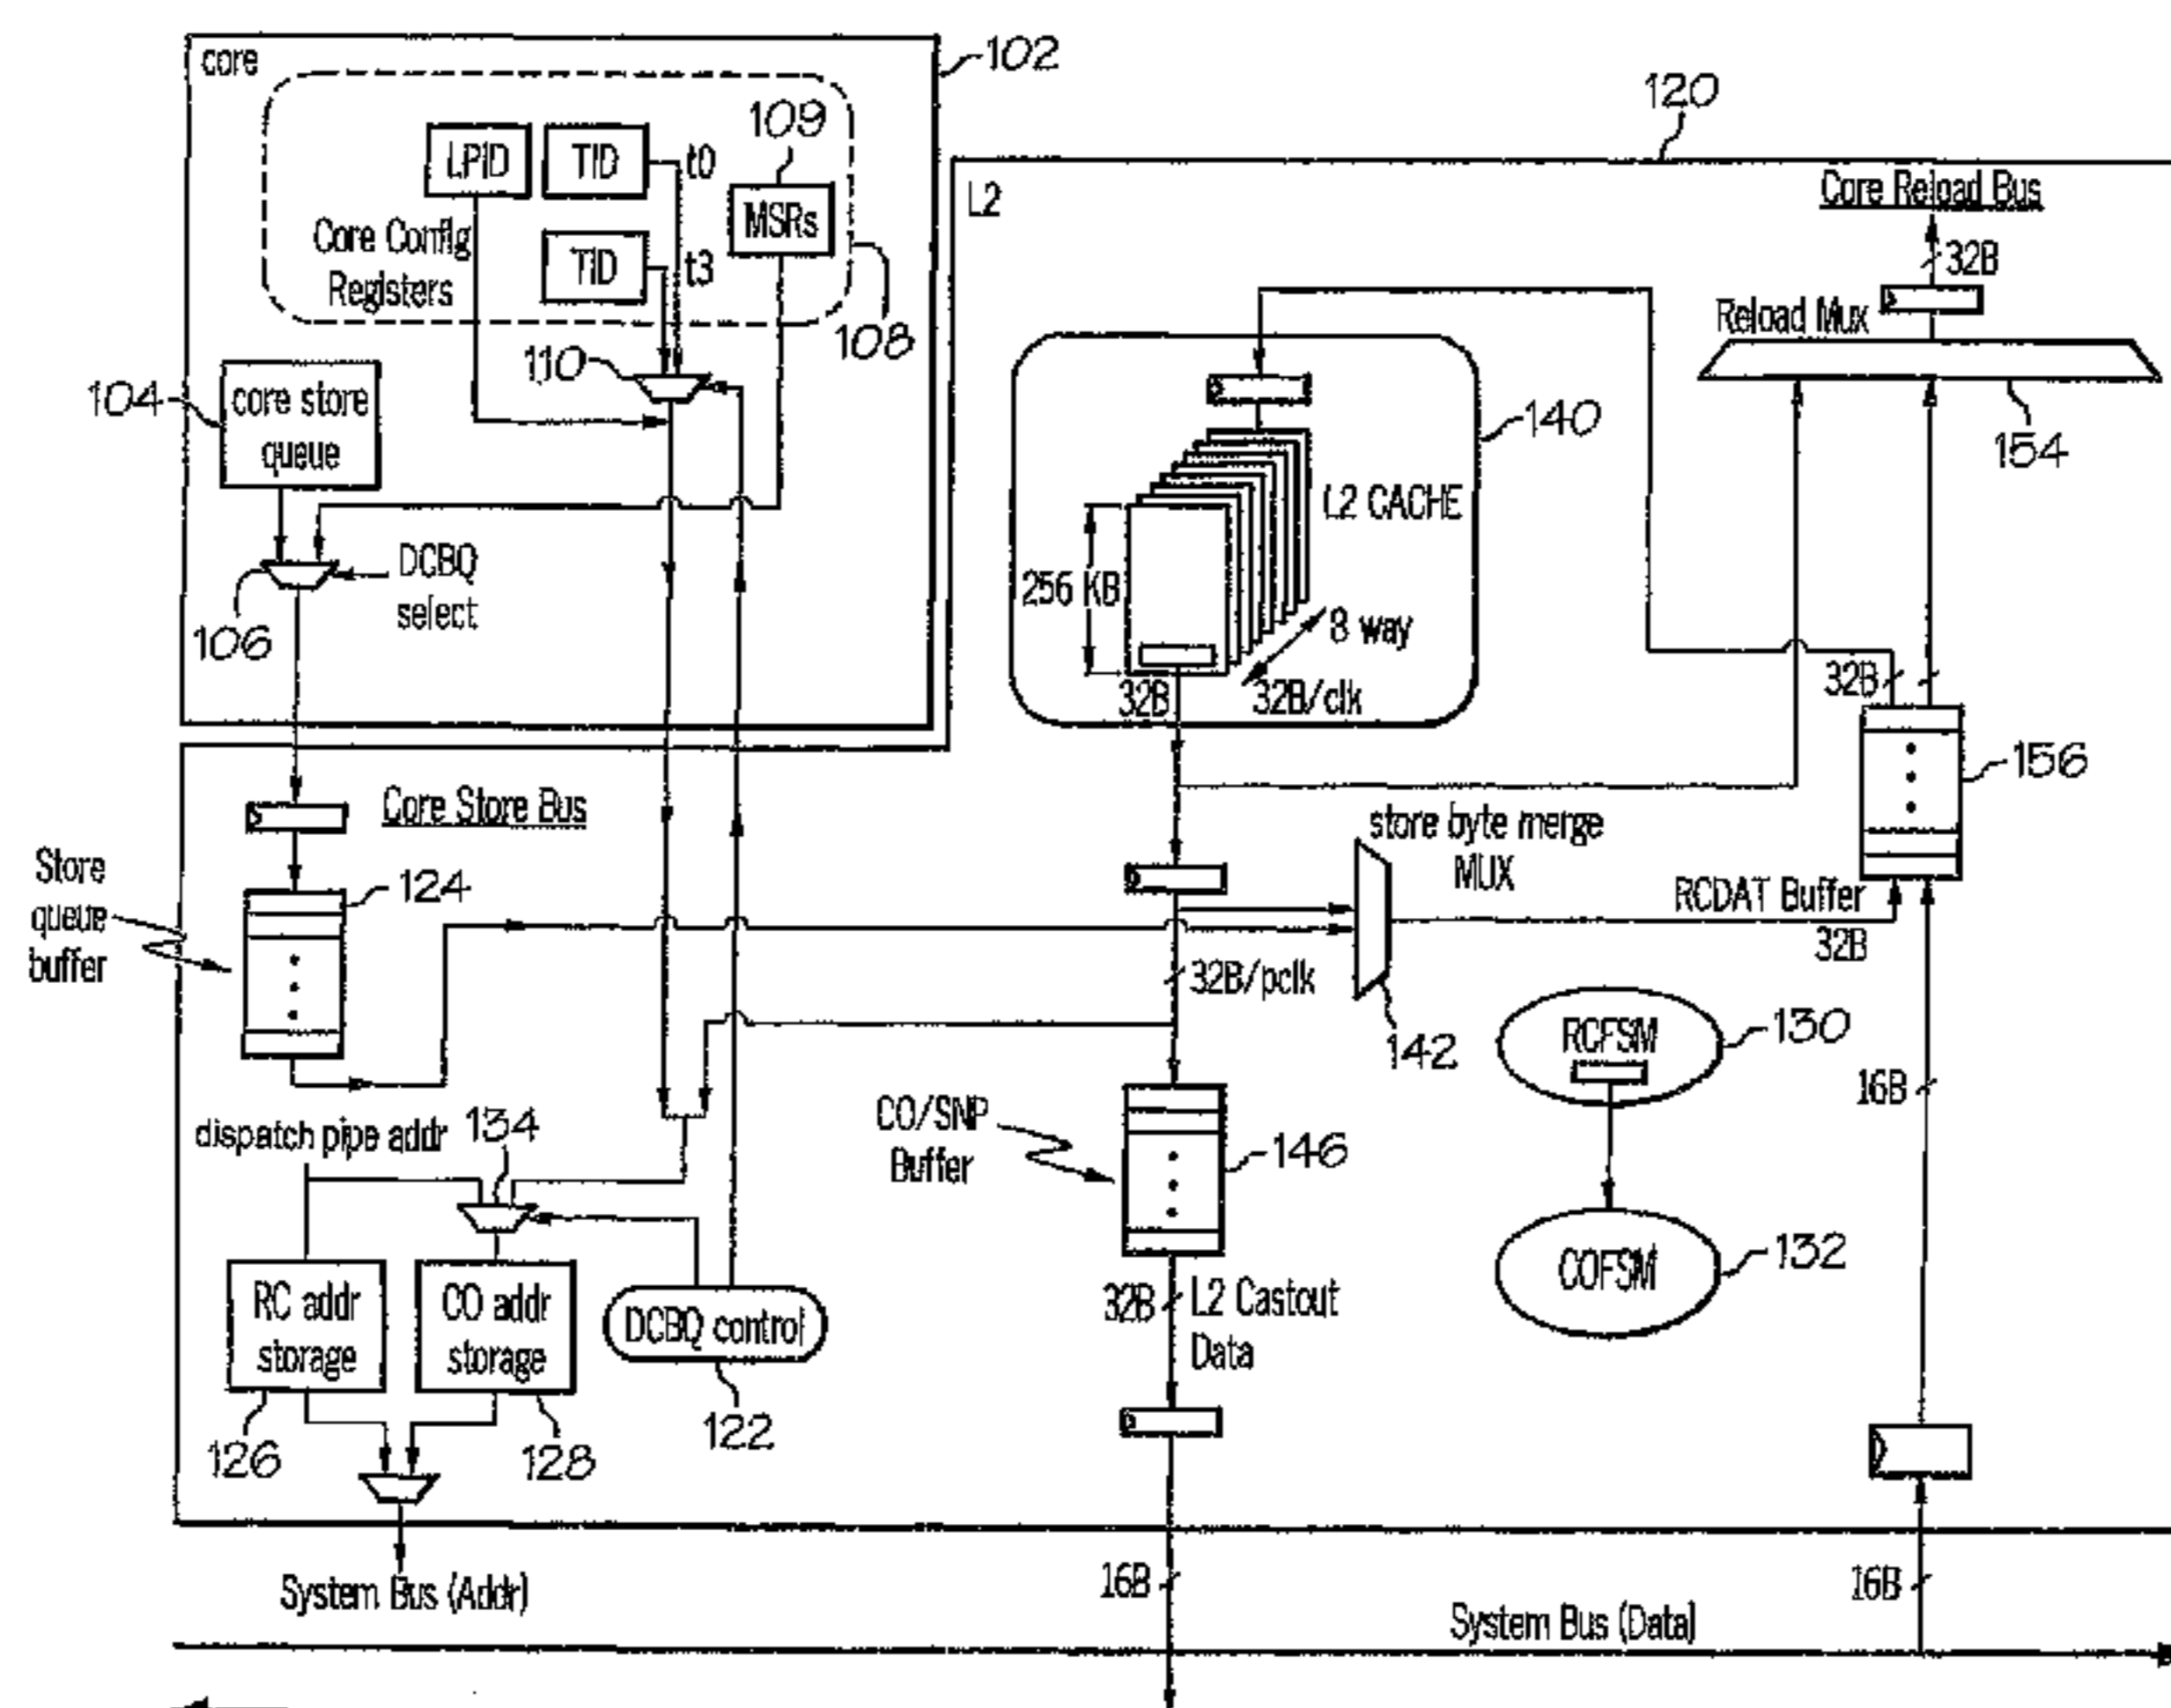 core
102
LPID
TID
t0
109
MSRs
Core Config
Registers
TID
t3
108
110
104
core store
queue
106
DCBQ
select
120
L2
Core Reload Bus
32B
Reload Mux
154
140
L2 CACHE
256 KB
8 way
32B
32B/clk
32B
156
Core Store Bus
Store
queue
buffer
124
store byte merge
MUX
RCDAT Buffer
32B
32B/pclk
142
RCFSM
130
16B
COFSM
132
CO/SNP
Buffer
146
dispatch pipe addr
134
RC addr
storage
CO addr
storage
DCBQ control
126
128
122
32B
L2 Castout
Data
System Bus (Addr)
16B
16B
System Bus (Data)